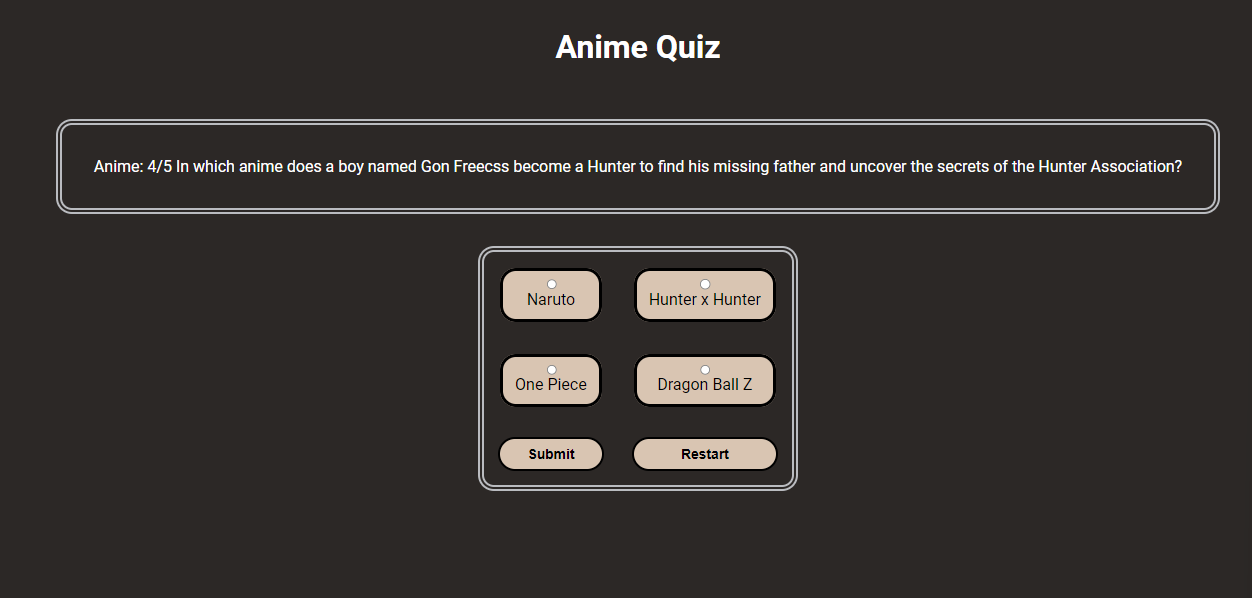 Anime Quiz
Anime: 4/5 In which anime does a boy named Gon Freecss become a Hunter to find his missing father and uncover the secrets of the Hunter Association?
Naruto
Hunter x Hunter
One Piece
Dragon Ball Z
Submit
Restart